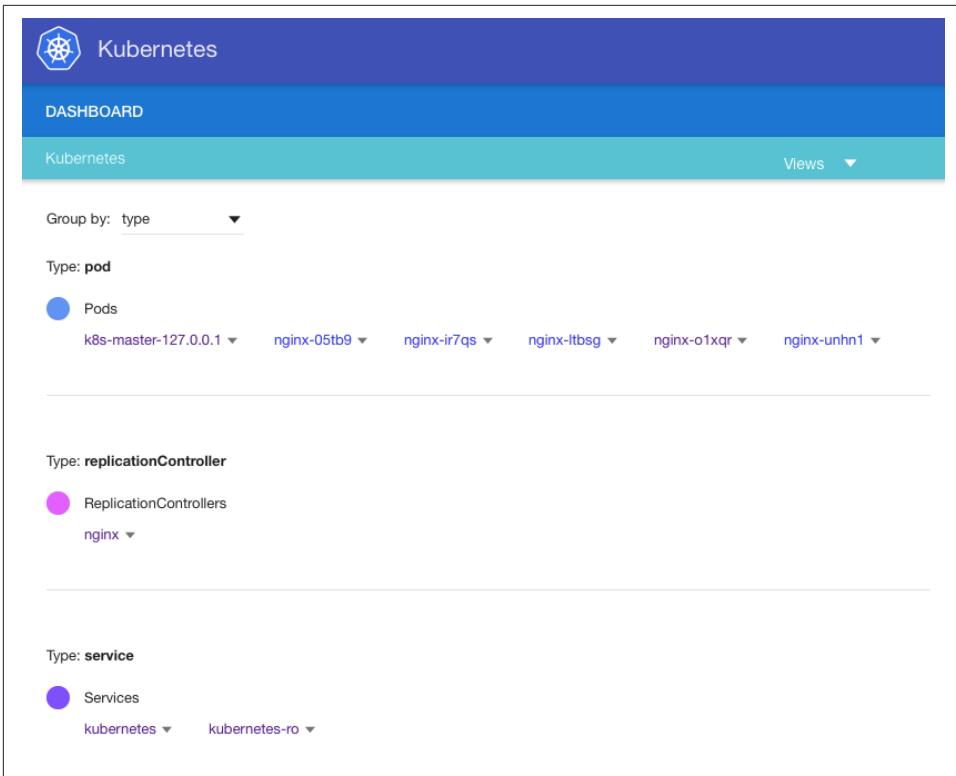 Kubernetes
DASHBOARD
Kubernetes Views
Group by: type
Type: pod
Pods
k8s-master-127.0.0.1 nginx-05tb9 nginx-ir7qs nginx-ltbsg nginx-o1xqr nginx-unhn1
Type: replicationController
ReplicationControllers
nginx
Type: service
Services
kubernetes kubernetes-ro